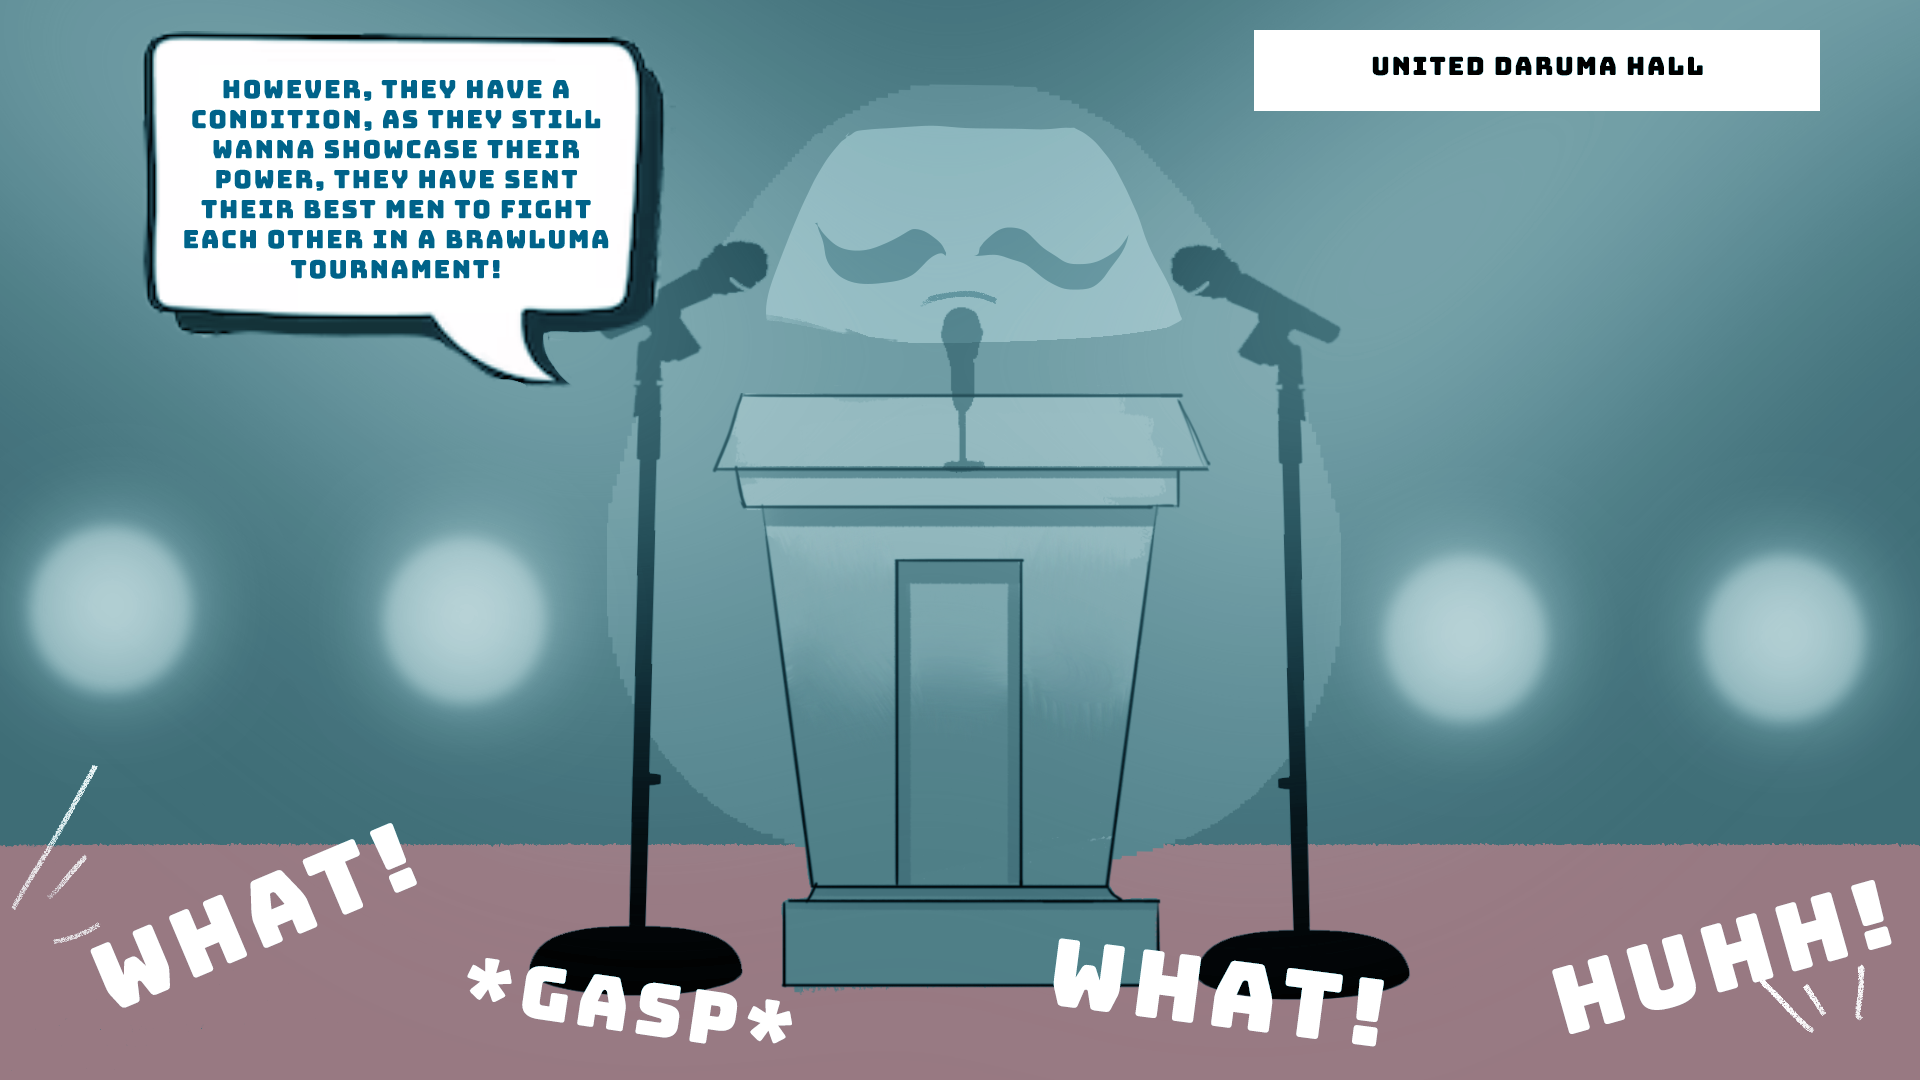 HOWEVER, THEY HAVE A
CONDITION, AS THEY STILL
WANNA SHOWCASE THEIR
POWER, THEY HAVE SENT
THEIR BEST MEN TO FIGHT
EACH OTHER IN A BRAWLUMA
TOURNAMENT!
UNITED DARUMA HALL
WHAT!
*GASP*
WHAT!
HUHH!